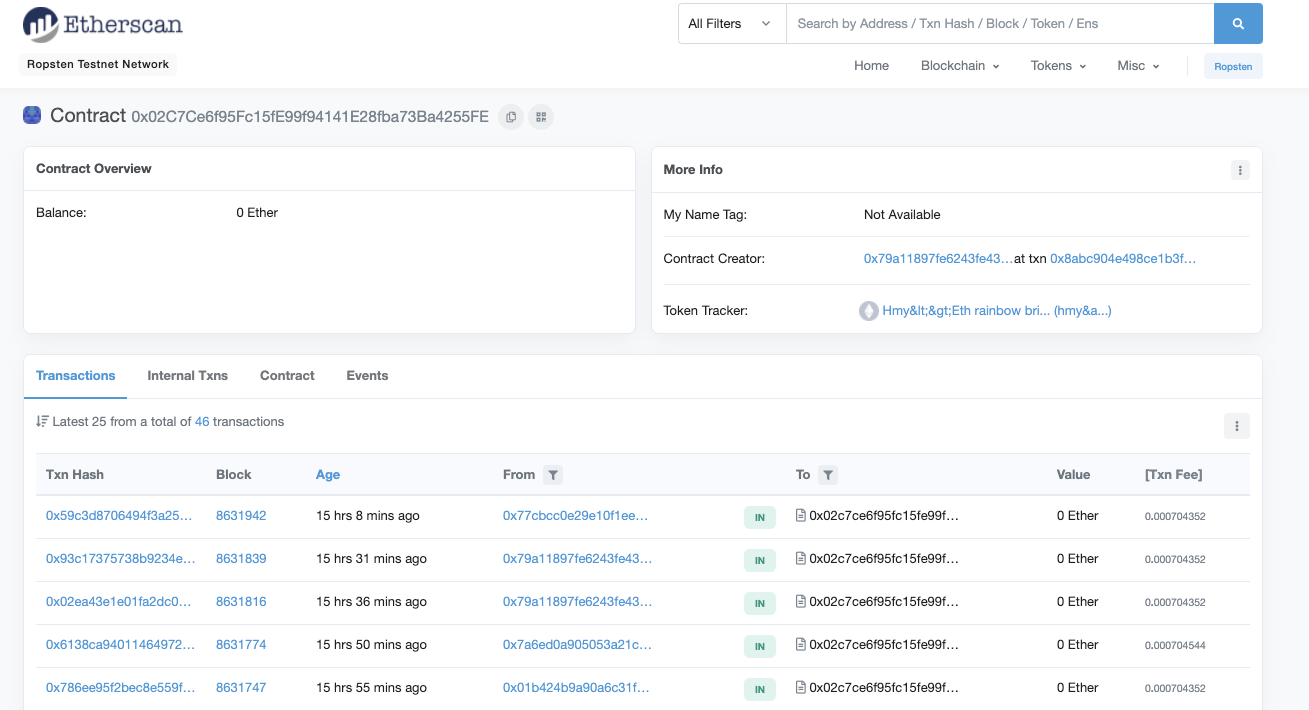 Etherscan
All Filters Search by Address / Txn Hash / Block / Token / Ens
Ropsten Testnet Network
Home Blockchain Tokens Misc Ropsten
Contract 0x02C7Ce6f95Fc15fE99f94141E28fba73Ba4255FE
Contract Overview
Balance: 0 Ether
More Info
My Name Tag: Not Available
Contract Creator: 0x79a11897fe6243fe43...at txn 0x8abc904e498ce1b3f...
Token Tracker: Hmy&lt;&gt;Eth rainbow bri... (hmy&a...)
Transactions Internal Txns Contract Events
Latest 25 from a total of 46 transactions
Txn Hash Block Age From To Value [Txn Fee]
0x59c3d8706494f3a25... 8631942 15 hrs 8 mins ago 0x77cbcc0e29e10f1ee... IN 0x02c7ce6f95fc15fe99f... 0 Ether 0.000704352
0x93c17375738b9234e... 8631839 15 hrs 31 mins ago 0x79a11897fe6243fe43... IN 0x02c7ce6f95fc15fe99f... 0 Ether 0.000704352
0x02ea43e1e01fa2dc0... 8631816 15 hrs 36 mins ago 0x79a11897fe6243fe43... IN 0x02c7ce6f95fc15fe99f... 0 Ether 0.000704352
0x6138ca94011464972... 8631774 15 hrs 50 mins ago 0x7a6ed0a905053a21c... IN 0x02c7ce6f95fc15fe99f... 0 Ether 0.000704544
0x786ee95f2bec8e559f... 8631747 15 hrs 55 mins ago 0x01b424b9a90a6c31f... IN 0x02c7ce6f95fc15fe99f... 0 Ether 0.000704352